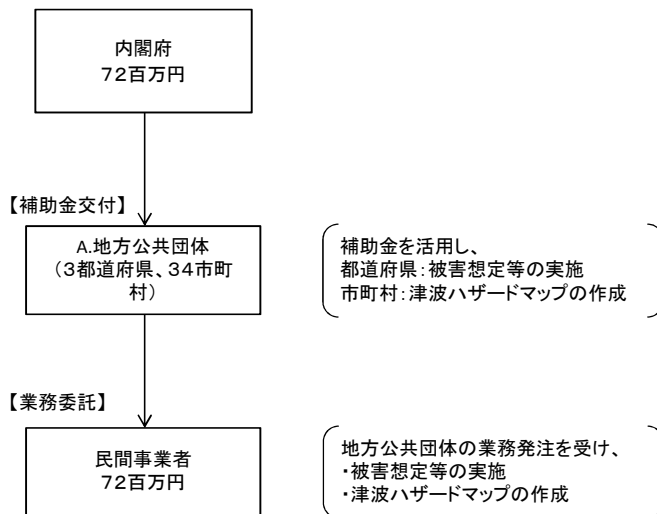 内閣府
72百万円
【補助金交付】
A.地方公共団体
（3都道府県、34市町
村）
補助金を活用し、
都道府県：被害想定等の実施
市町村：津波ハザードマップの作成
【業務委託】
民間事業者
72百万円
地方公共団体の業務発注を受け、
・被害想定等の実施
・津波ハザードマップの作成